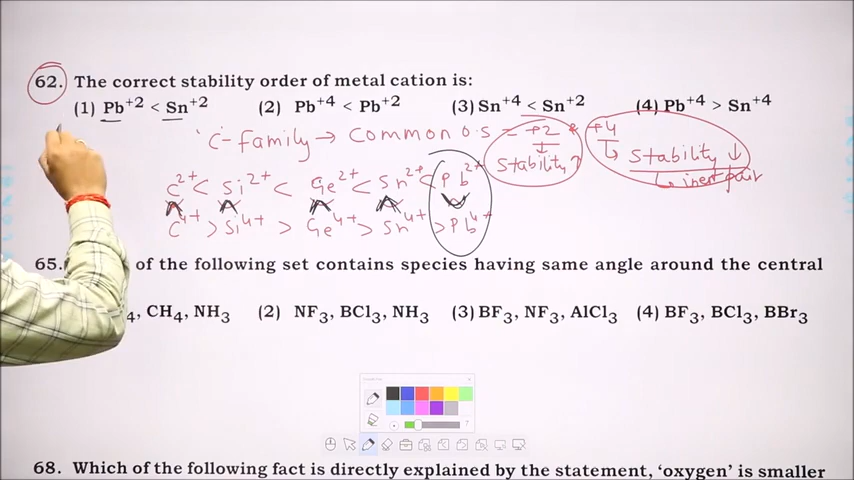 62. The correct stability order of metal cation is:
(1) Pb+2 < Sn+2 (2) Pb+4 < Pb+2 (3) Sn+4 < Sn+2 (4) Pb+4 > Sn+4
'C'-family → Common O.S = +2 & +4
Stability ↑ Stability ↓
inert pair
C2+ < Si2+ < Ge2+ < Sn2+ < Pb2+
C4+ > Si4+ > Ge4+ > Sn4+ > Pb4+
65. of the following set contains species having same angle around the central
4, CH4, NH3 (2) NF3, BCl3, NH3 (3) BF3, NF3, AlCl3 (4) BF3, BCl3, BBr3
7
68. Which of the following fact is directly explained by the statement, 'oxygen' is smaller